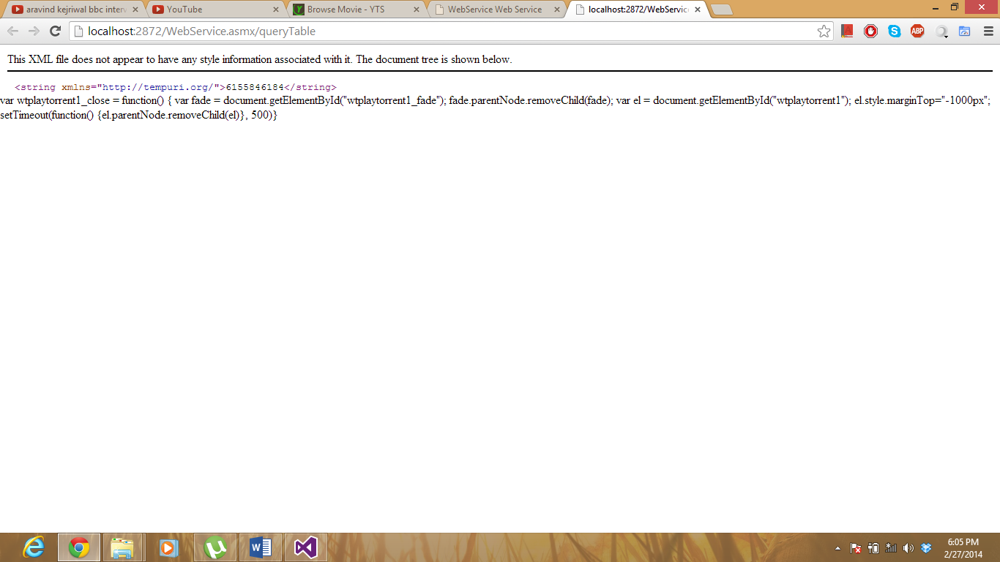 aravind kejriwal bbc interv
YouTube
Browse Movie - YTS
WebService Web Service
localhost:2872/WebService
localhost:2872/WebService.asmx/queryTable
ABP
This XML file does not appear to have any style information associated with it. The document tree is shown below.
<string xmlns="http://tempuri.org/">6155846184</string>
var wtplaytorrent1_close = function() { var fade = document.getElementById("wtplaytorrent1_fade"); fade.parentNode.removeChild(fade); var el = document.getElementById("wtplaytorrent1"); el.style.marginTop="-1000px";
setTimeout(function() {el.parentNode.removeChild(el)}, 500)}
6:05 PM
2/27/2014